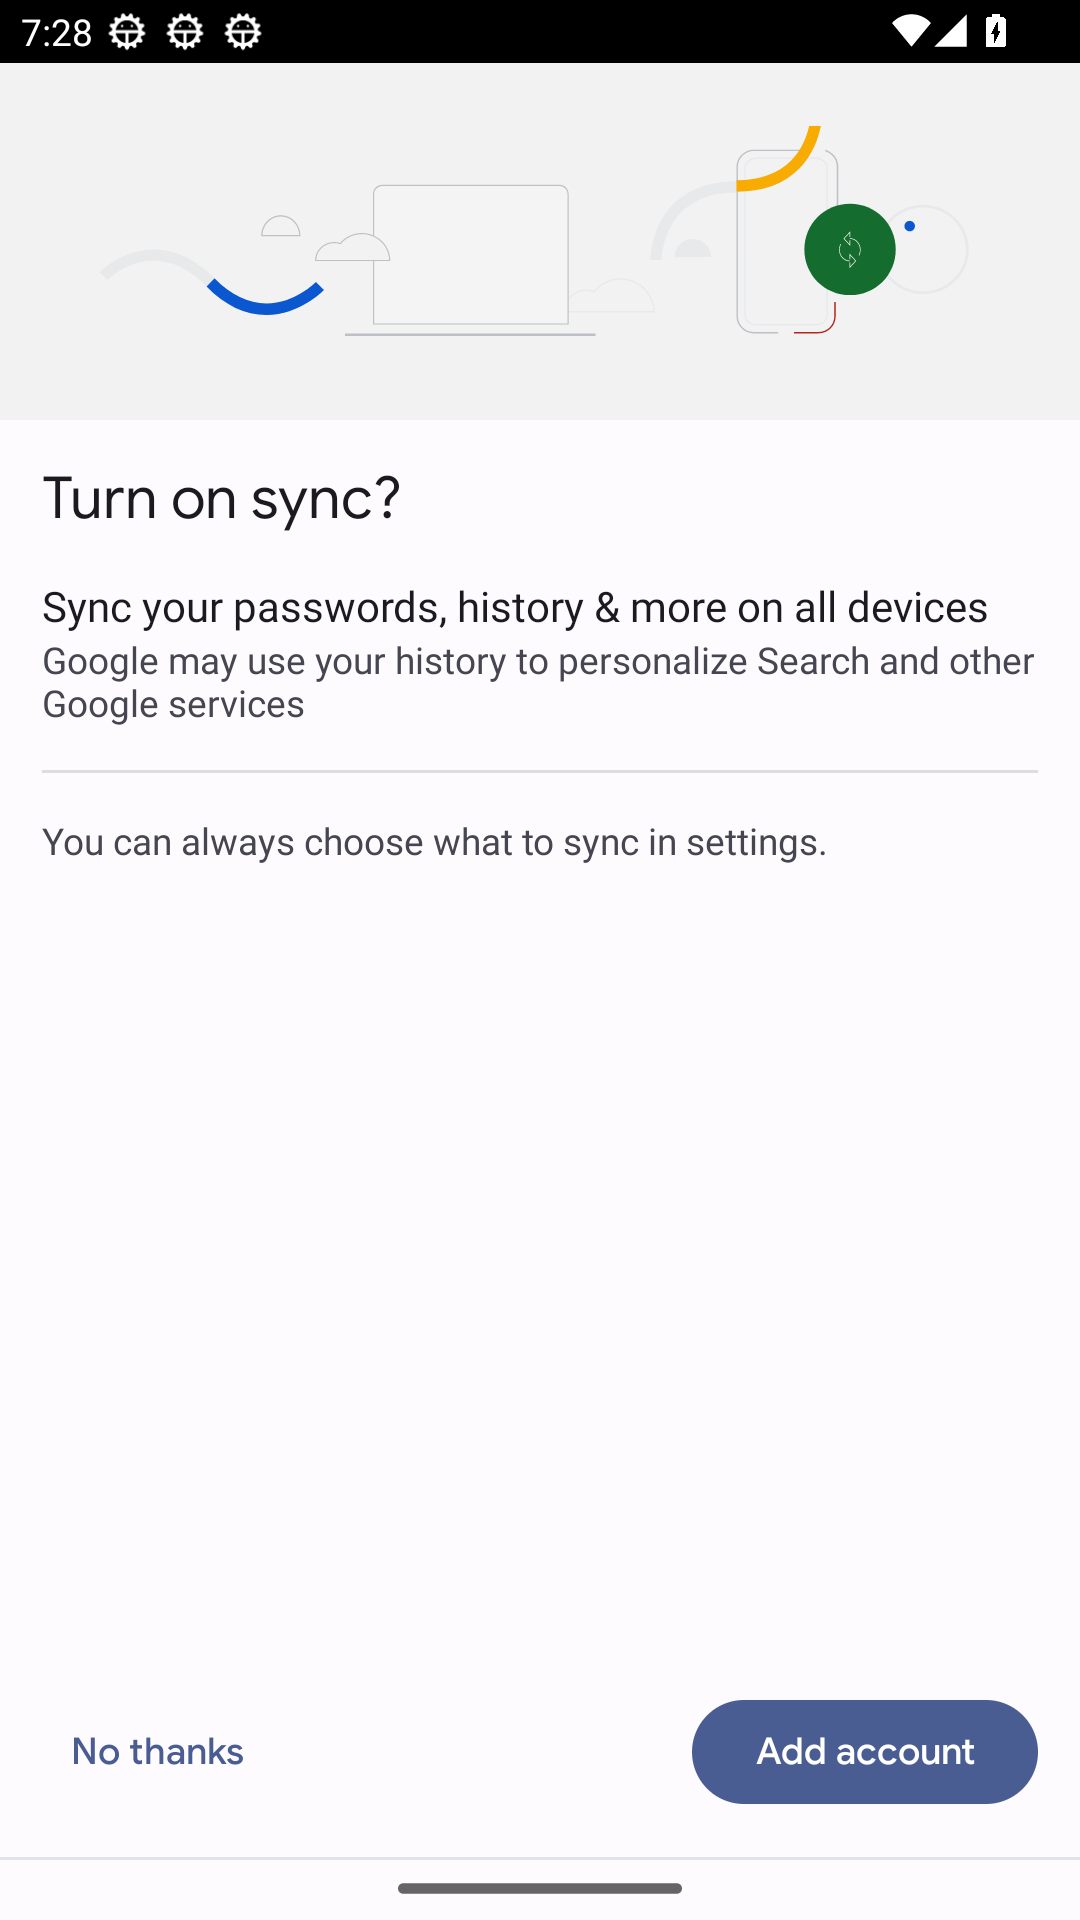 7:28
Turn on sync?
Sync your passwords, history & more on all devices
Google may use your history to personalize Search and other
Google services
You can always choose what to sync in settings.
No thanks
Add account